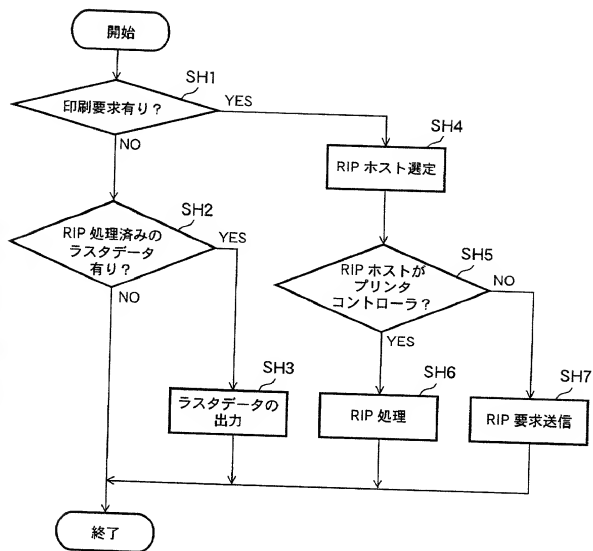 開始
SH1
印刷要求有り?
YES
NO
SH4
RIP ホスト選定
SH2
RIP 処理済みの
ラスタデータ
有り?
YES
NO
SH5
RIP ホストが
プリンタ
コントローラ?
NO
YES
SH3
ラスタデータの
出力
SH6
RIP 処理
SH7
RIP 要求送信
終了